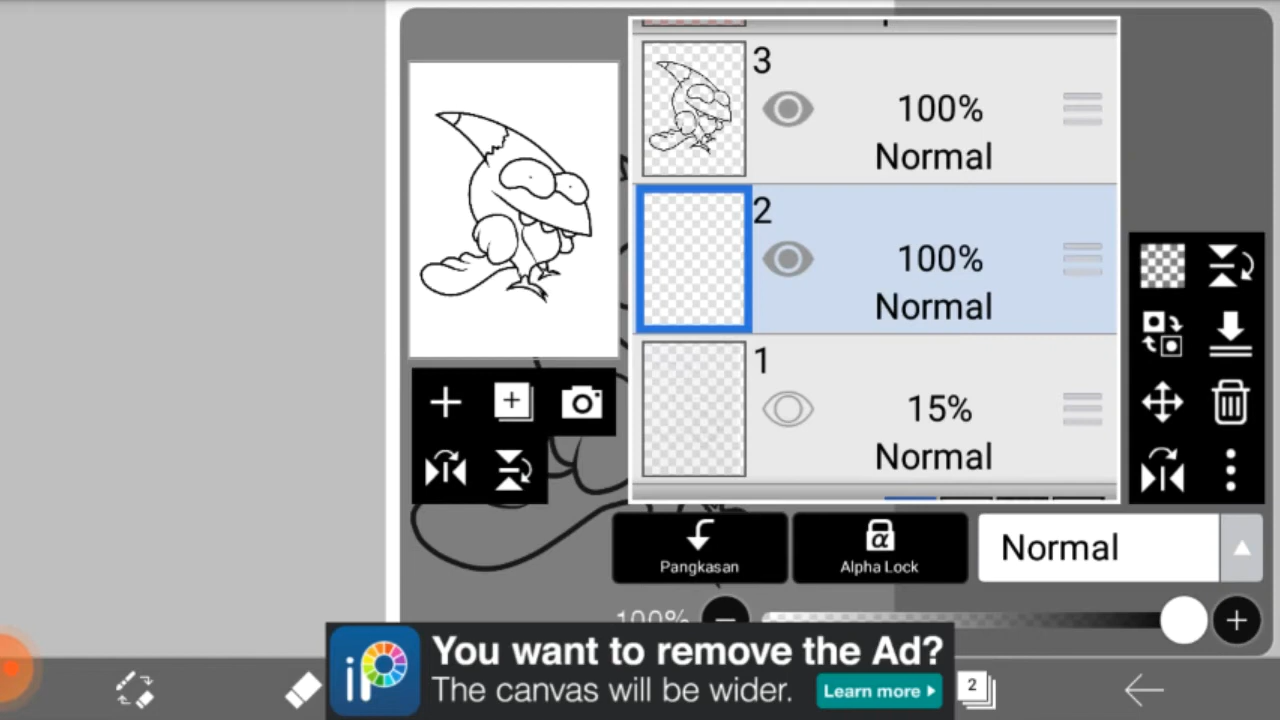 3
100%
Normal
2
100%
Normal
1
15%
Normal
Pangkasan
Alpha Lock
Normal
100%
You want to remove the Ad?
The canvas will be wider.
Learn more
2